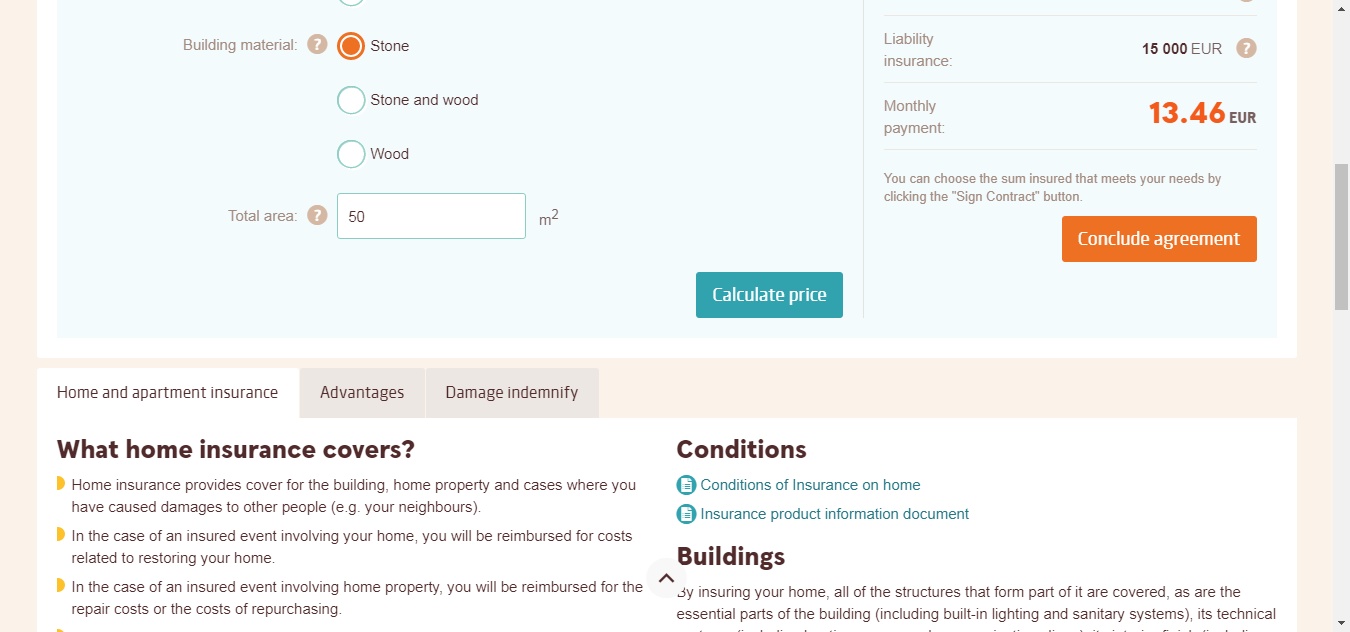 Building material: ? Stone
Stone and wood
Wood
Total area: ? 50 m2
Calculate price
Liability
insurance:
15 000 EUR ?
Monthly
payment:
13.46 EUR
You can choose the sum insured that meets your needs by
clicking the "Sign Contract" button.
Conclude agreement
Home and apartment insurance
Advantages
Damage indemnify
What home insurance covers?
Home insurance provides cover for the building, home property and cases where you
have caused damages to other people (e.g. your neighbours).
In the case of an insured event involving your home, you will be reimbursed for costs
related to restoring your home.
In the case of an insured event involving home property, you will be reimbursed for the
repair costs or the costs of repurchasing.
Conditions
Conditions of Insurance on home
Insurance product information document
Buildings
By insuring your home, all of the structures that form part of it are covered, as are the
essential parts of the building (including built-in lighting and sanitary systems), its technical